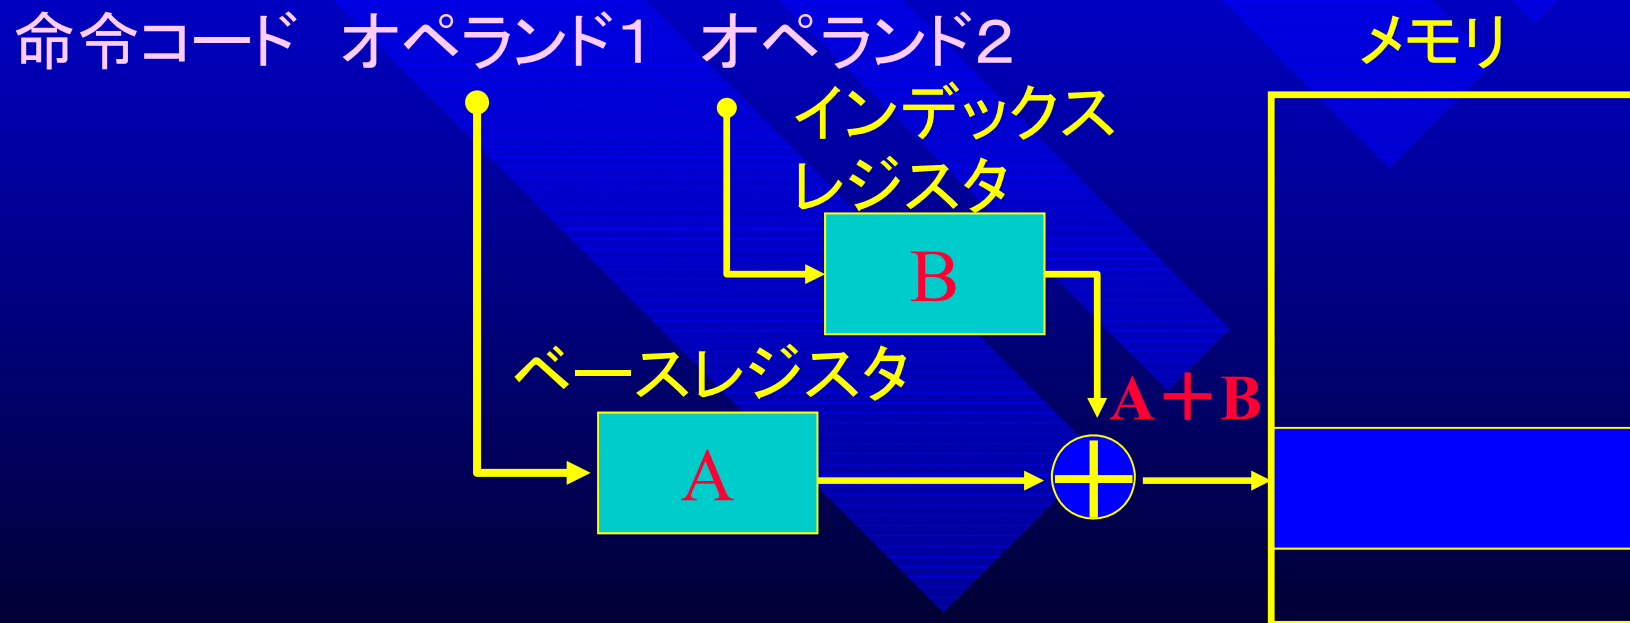 命令コード オペランド1 オペランド2
メモリ
インデックス
レジスタ
B
ベースレジスタ
A+B
A